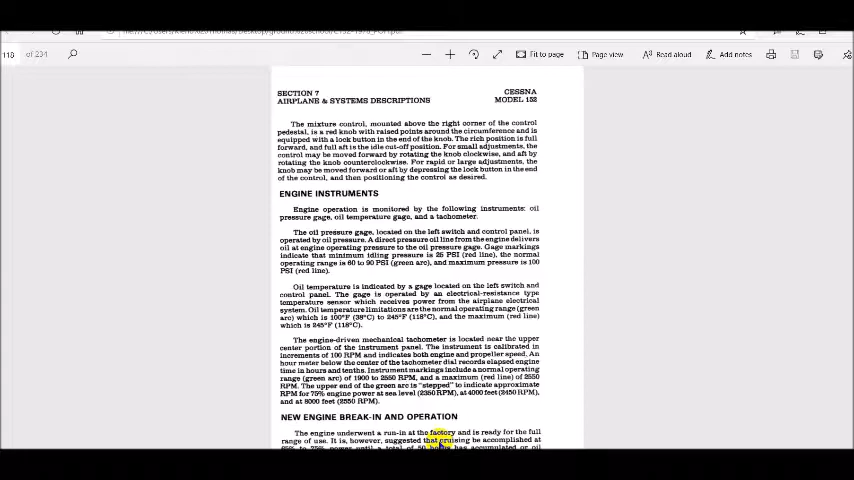 118 of 234
Fit to page
Page view
Read aloud
Add notes
SECTION 7
AIRPLANE & SYSTEMS DESCRIPTIONS
CESSNA
MODEL 152
The mixture control, mounted above the right corner of the control
pedestal, is a red knob with raised points around the circumference and is
equipped with a lock button in the end of the knob. The rich position is full
forward, and full aft is the idle cut-off position. For small adjustments, the
control may be moved forward by rotating the knob clockwise, and aft by
rotating the knob counterclockwise. For rapid or large adjustments, the
knob may be moved forward or aft by depressing the lock button in the end
of the control, and then positioning the control as desired.
ENGINE INSTRUMENTS
Engine operation is monitored by the following instruments: oil
pressure gage, oil temperature gage, and a tachometer.
The oil pressure gage, located on the left switch and control panel, is
operated by oil pressure. A direct pressure oil line from the engine delivers
oil at engine operating pressure to the oil pressure gage. Gage markings
indicate that minimum idling pressure is 25 PSI (red line), the normal
operating range is 60 to 90 PSI (green arc), and maximum pressure is 100
PSI (red line).
Oil temperature is indicated by a gage located on the left switch and
control panel. The gage is operated by an electrical-resistance type
temperature sensor which receives power from the airplane electrical
system. Oil temperature limitations are the normal operating range (green
arc) which is 100°F (38°C) to 245°F (118°C), and the maximum (red line)
which is 245°F (118°C).
The engine-driven mechanical tachometer is located near the upper
center portion of the instrument panel. The instrument is calibrated in
increments of 100 RPM and indicates both engine and propeller speed. An
hour meter below the center of the tachometer dial records elapsed engine
time in hours and tenths. Instrument markings include a normal operating
range (green arc) of 1900 to 2550 RPM, and a maximum (red line) of 2550
RPM. The upper end of the green arc is "stepped" to indicate approximate
RPM for 75% engine power at sea level (2350 RPM), at 4000 feet (2450 RPM),
and at 8000 feet (2550 RPM).
NEW ENGINE BREAK-IN AND OPERATION
The engine underwent a run-in at the factory and is ready for the full
range of use. It is, however, suggested that cruising be accomplished at
65% to 75% power until a total of 50 hours has accumulated or oil